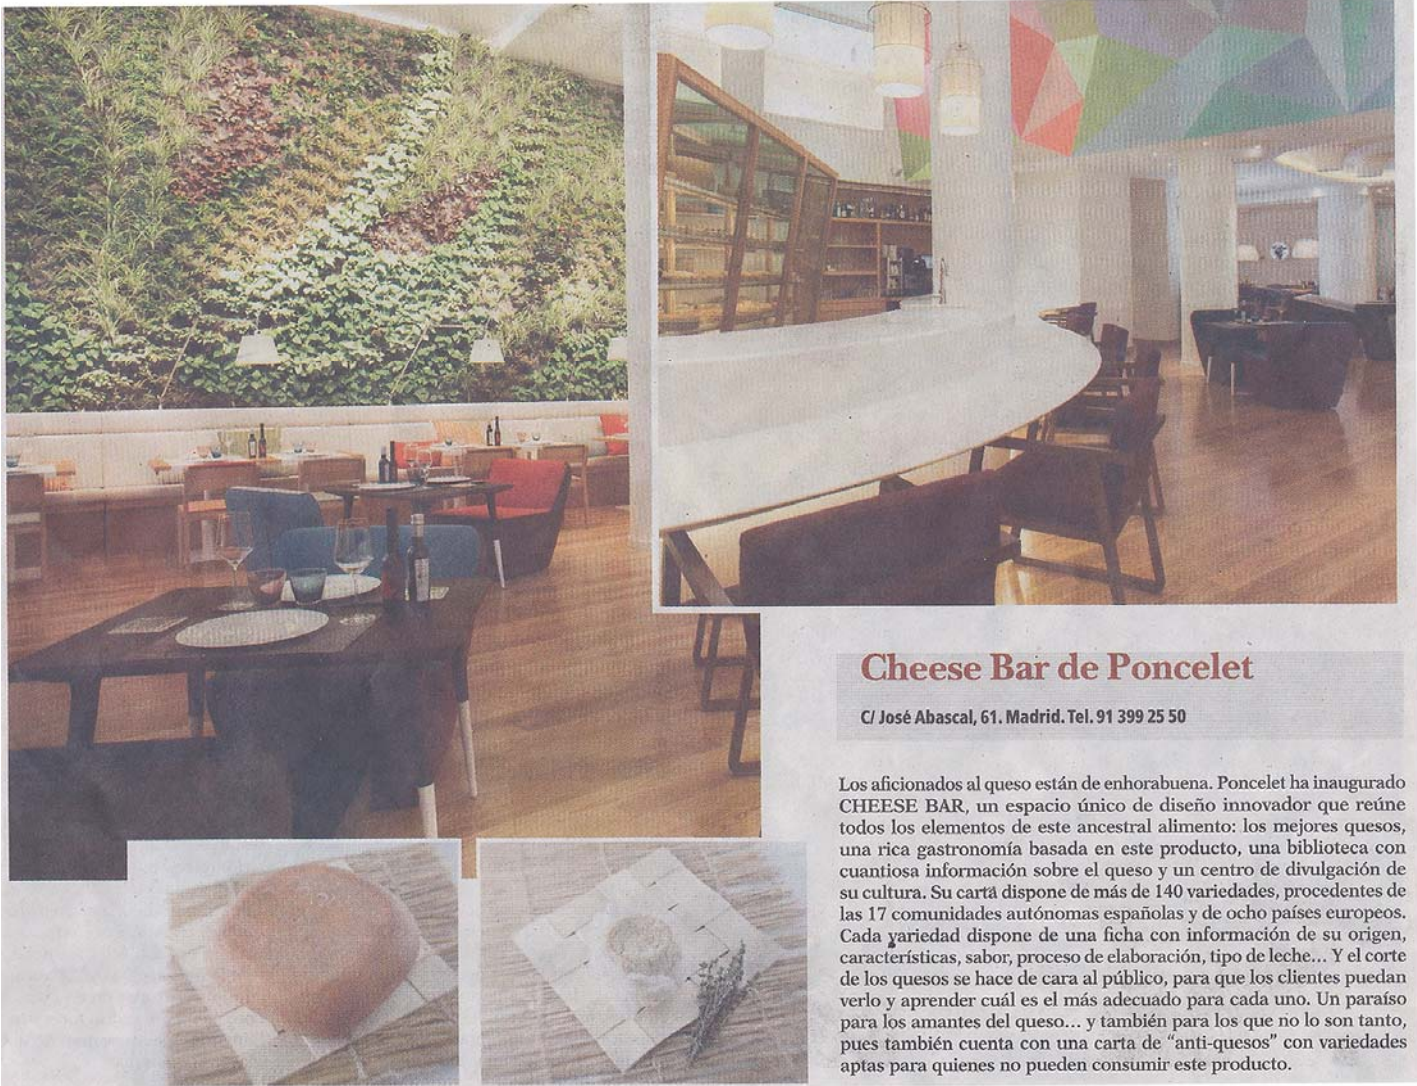 Cheese Bar de Poncelet
C/ José Abascal, 61. Madrid. Tel. 91 399 25 50
Los aficionados al queso están de enhorabuena. Poncelet ha inaugurado
CHEESE BAR, un espacio único de diseño innovador que reúne
todos los elementos de este ancestral alimento: los mejores quesos,
una rica gastronomía basada en este producto, una biblioteca con
cuantiosa información sobre el queso y un centro de divulgación de
su cultura. Su carta dispone de más de 140 variedades, procedentes de
las 17 comunidades autónomas españolas y de ocho países europeos.
Cada variedad dispone de una ficha con información de su origen,
características, sabor, proceso de elaboración, tipo de leche... Y el corte
de los quesos se hace de cara al público, para que los clientes puedan
verlo y aprender cuál es el más adecuado para cada uno. Un paraíso
para los amantes del queso... y también para los que no lo son tanto,
pues también cuenta con una carta de “anti-quesos” con variedades
aptas para quienes no pueden consumir este producto.